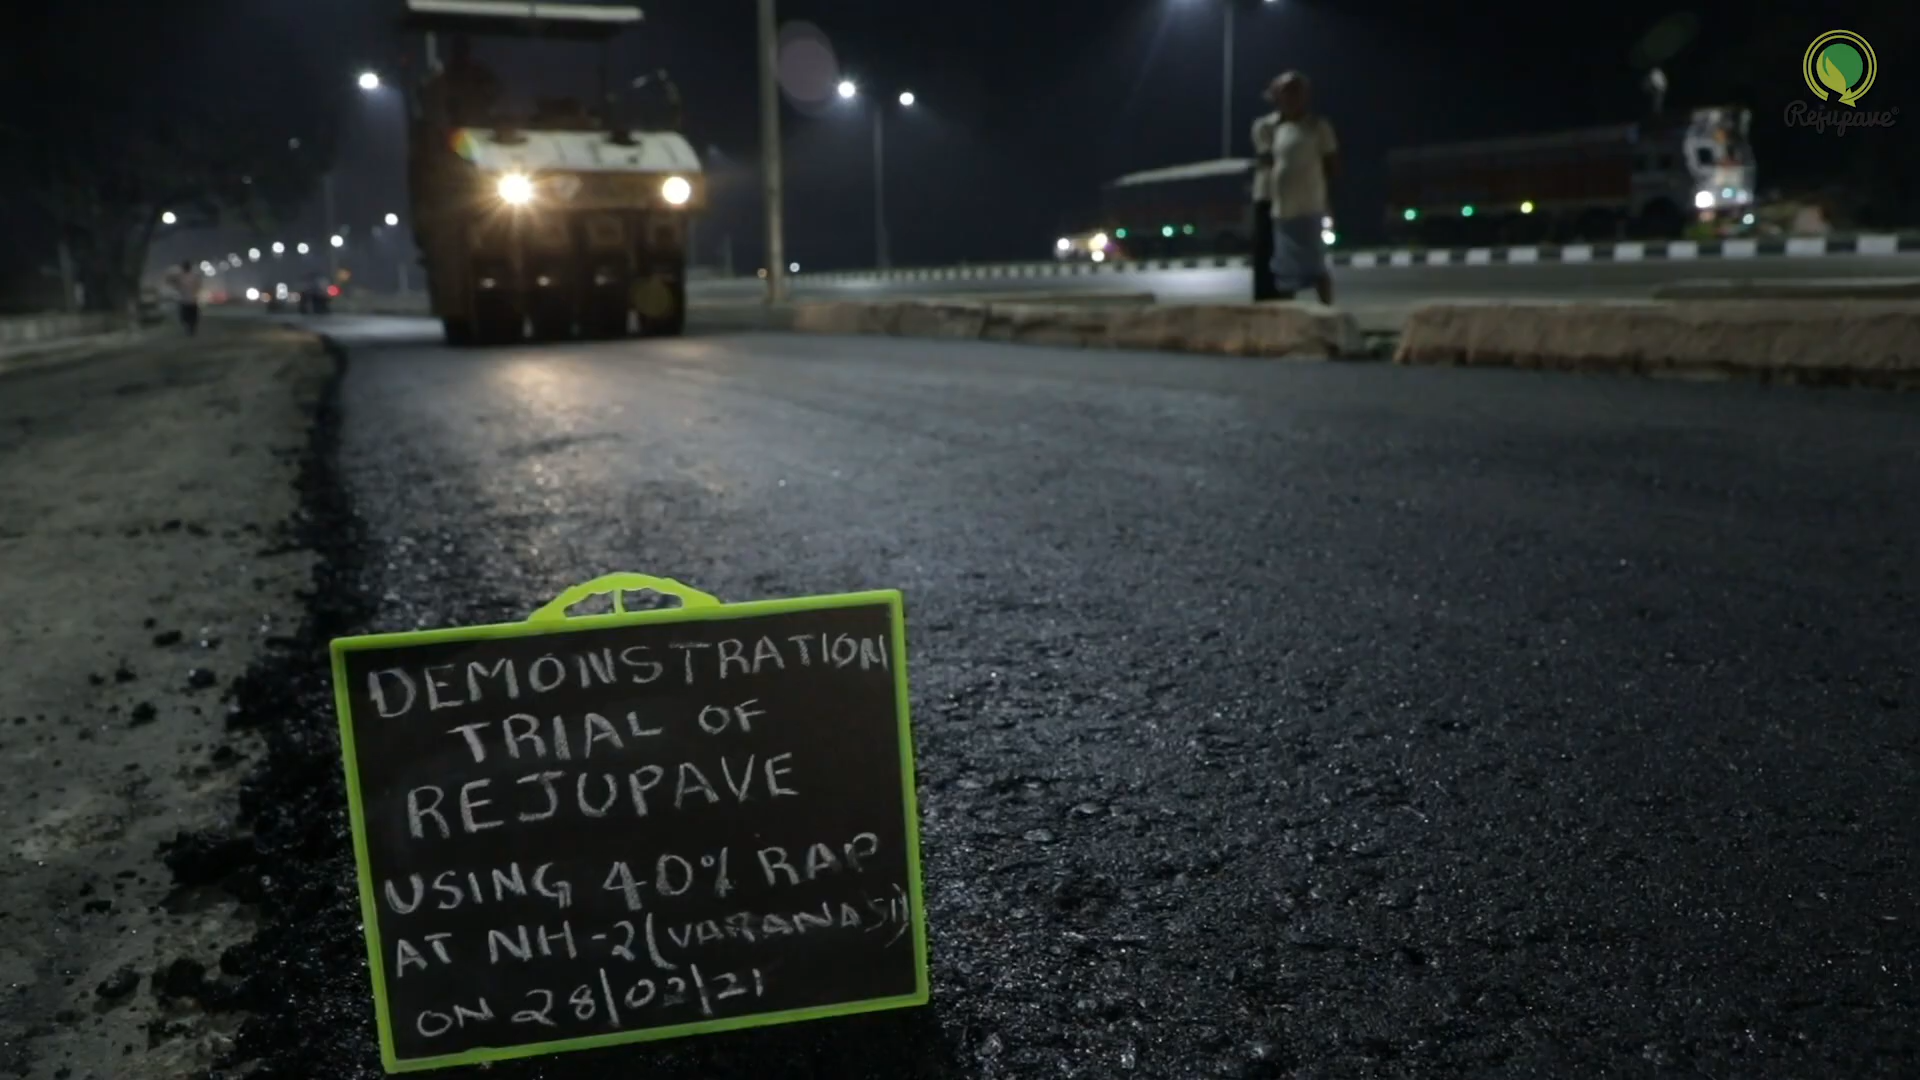 Rejupave®
DEMONSTRATION
TRIAL OF
REJUPAVE
USING 40% RAP
AT NH-2 (VARANASI)
ON 28/02/21